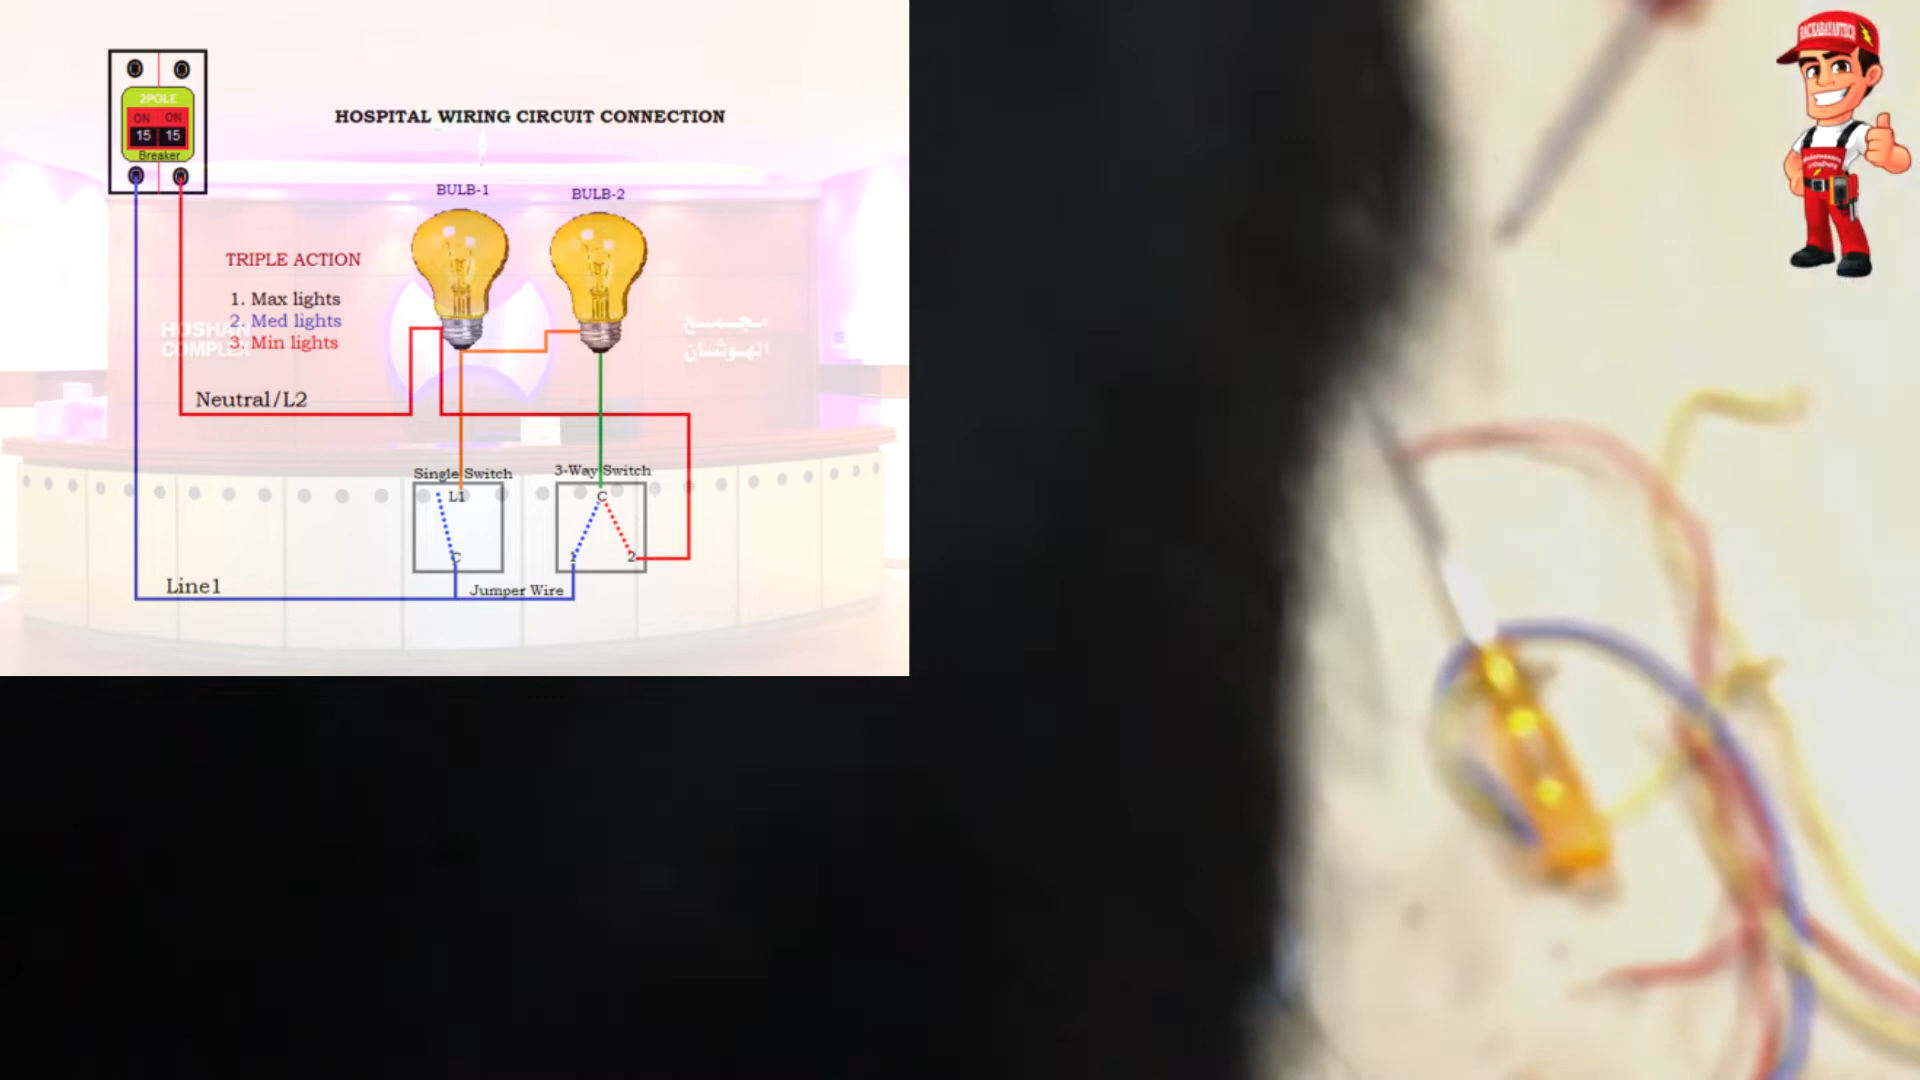 2POLE
ON ON
15 15
Breaker
HOSPITAL WIRING CIRCUIT CONNECTION
BULB-1
BULB-2
TRIPLE ACTION
1. Max lights
2. Med lights
3. Min lights
HOSHAN
COMPLEX
مجمع
الهوشان
Neutral/L2
Single Switch
3-Way Switch
L1
C
C
1
2
Line1
Jumper Wire